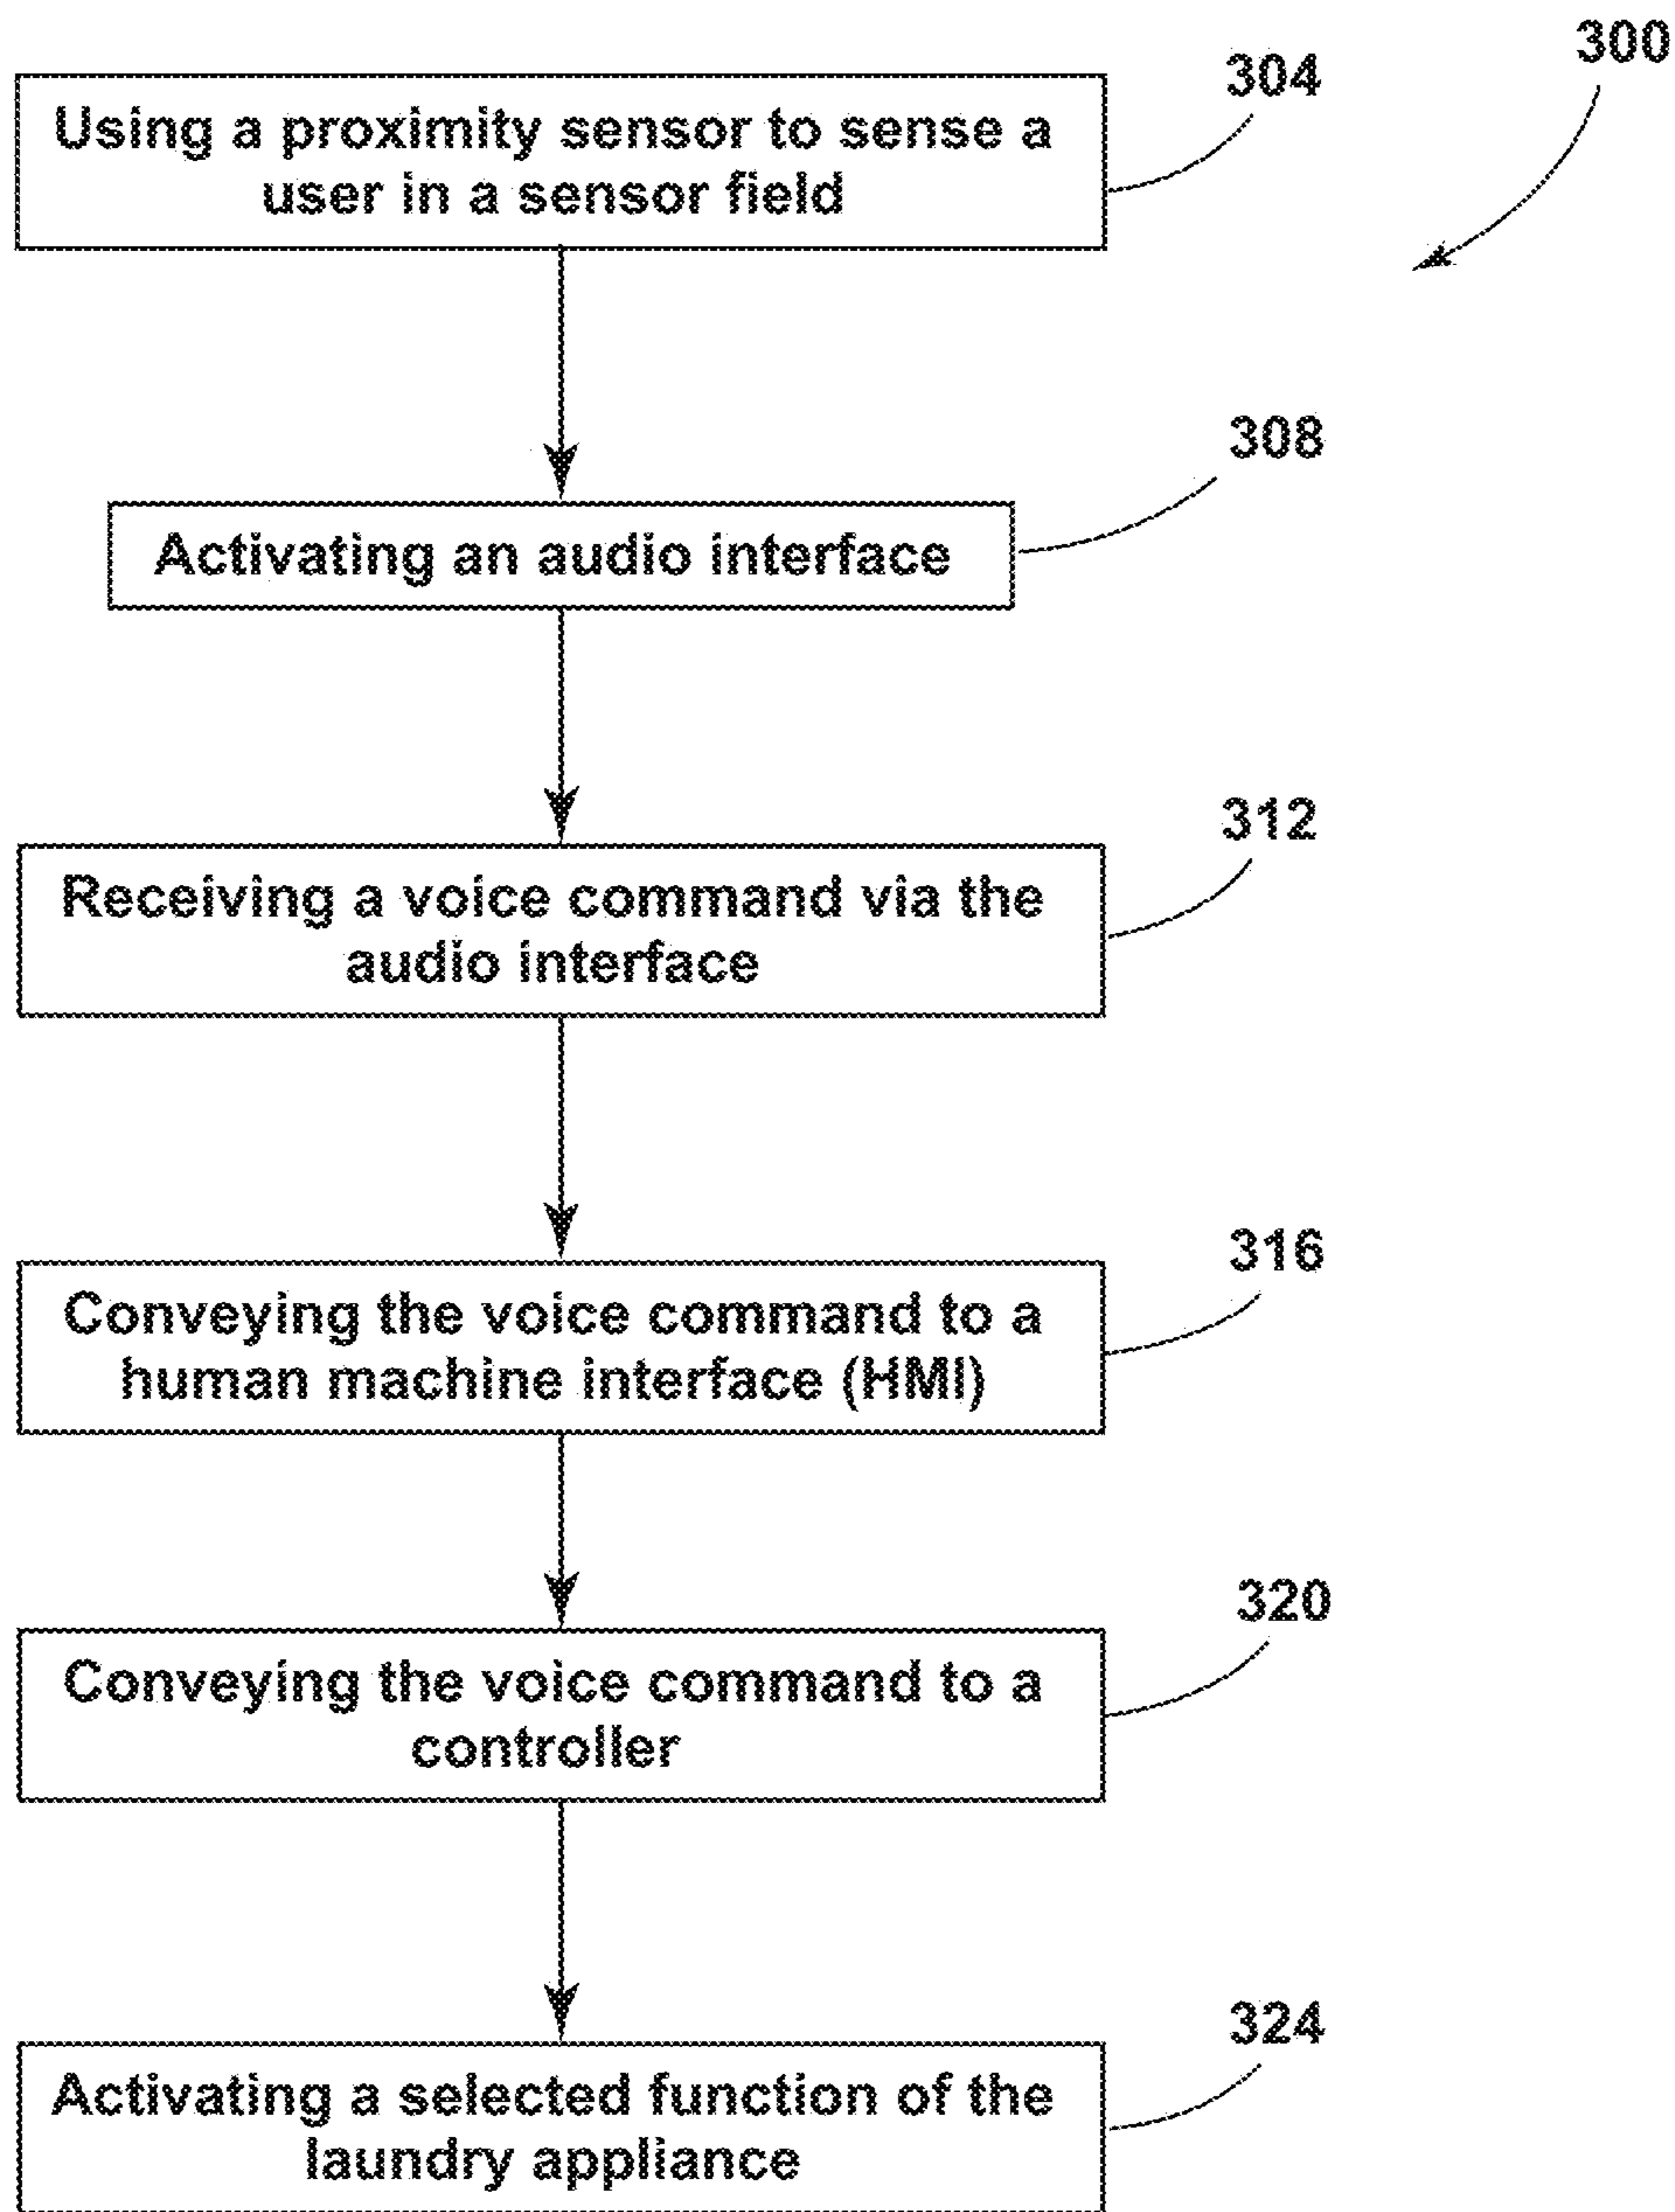 300
304
Using a proximity sensor to sense a
user in a sensor field
308
Activating an audio interface
312
Receiving a voice command via the
audio interface
316
Conveying the voice command to a
human machine interface (HMI)
320
Conveying the voice command to a
controller
324
Activating a selected function of the
laundry appliance